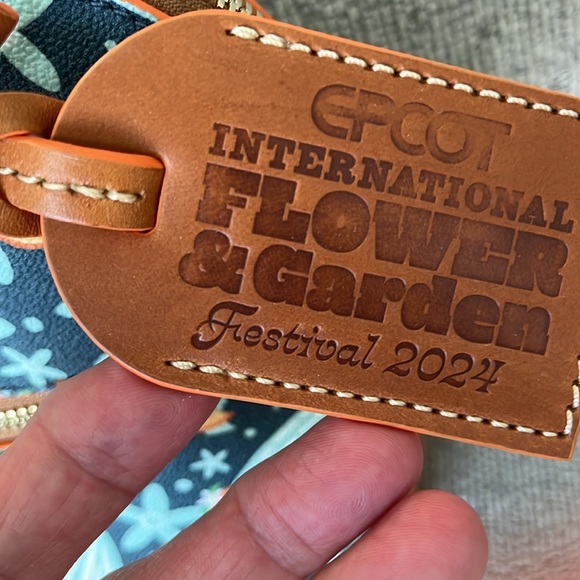 EPCOT
INTERNATIONAL
FLOWER
& Garden
Festival 2024